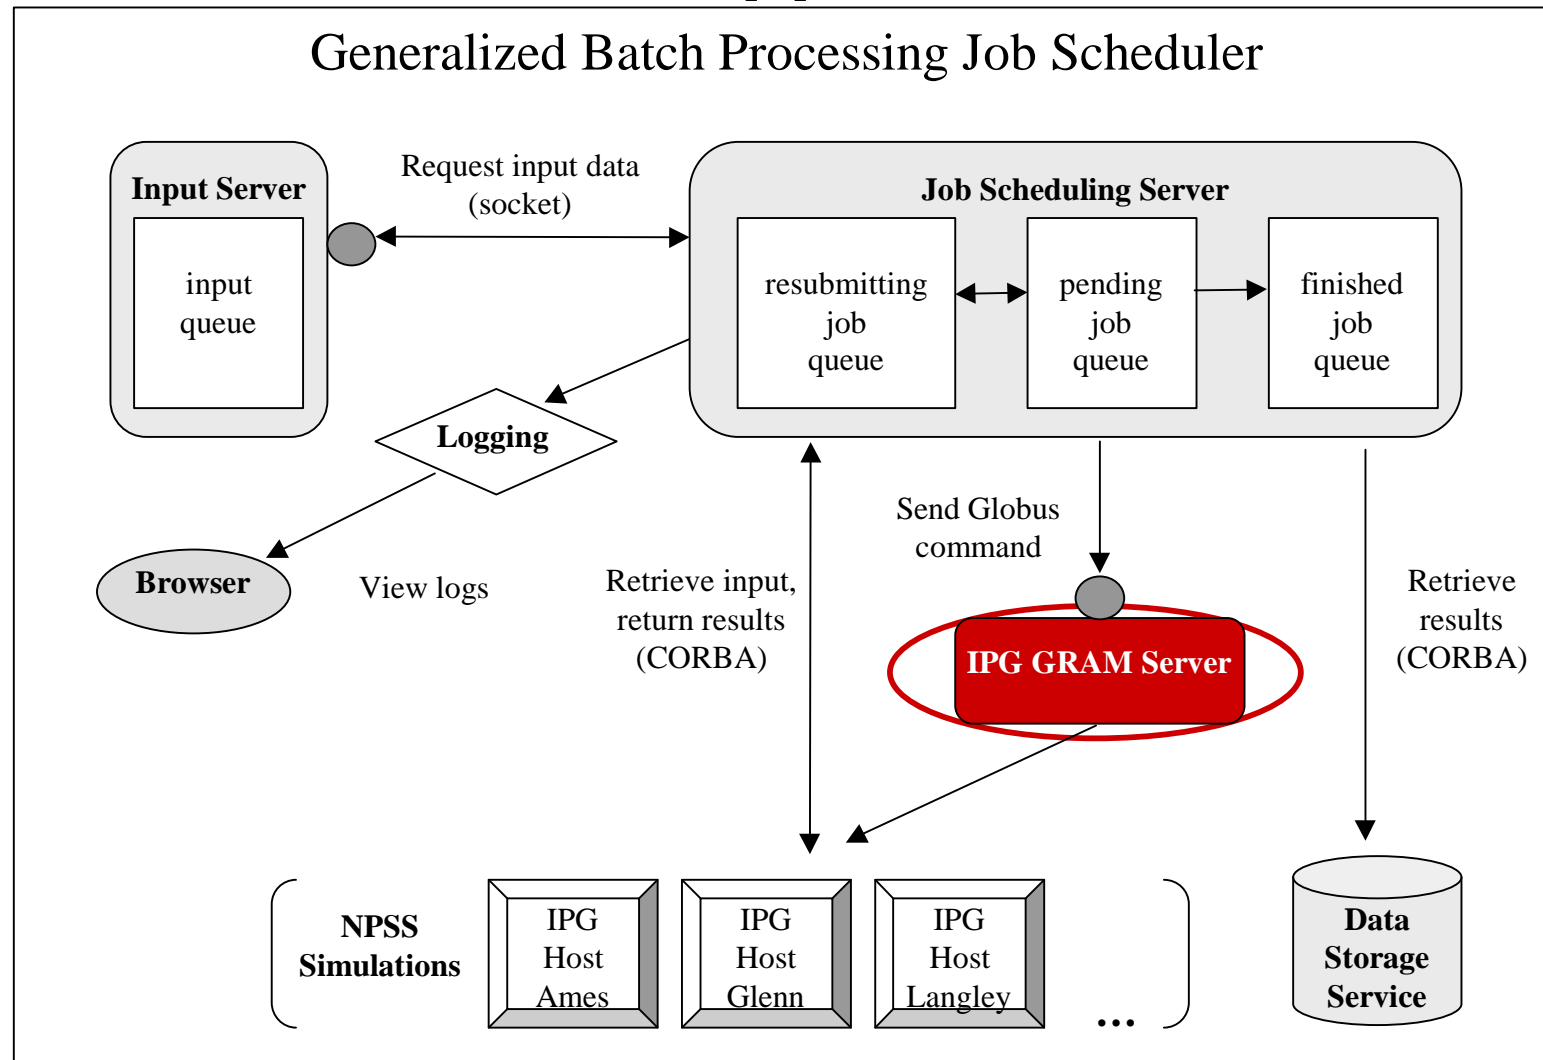 Generalized Batch Processing Job Scheduler
Input Server
input
queue
Request input data
(socket)
Job Scheduling Server
resubmitting
job
queue
pending
job
queue
finished
job
queue
Logging
Browser
View logs
Retrieve input,
return results
(CORBA)
Send Globus
command
IPG GRAM Server
Retrieve
results
(CORBA)
NPSS
Simulations
IPG
Host
Ames
IPG
Host
Glenn
IPG
Host
Langley
...
Data
Storage
Service